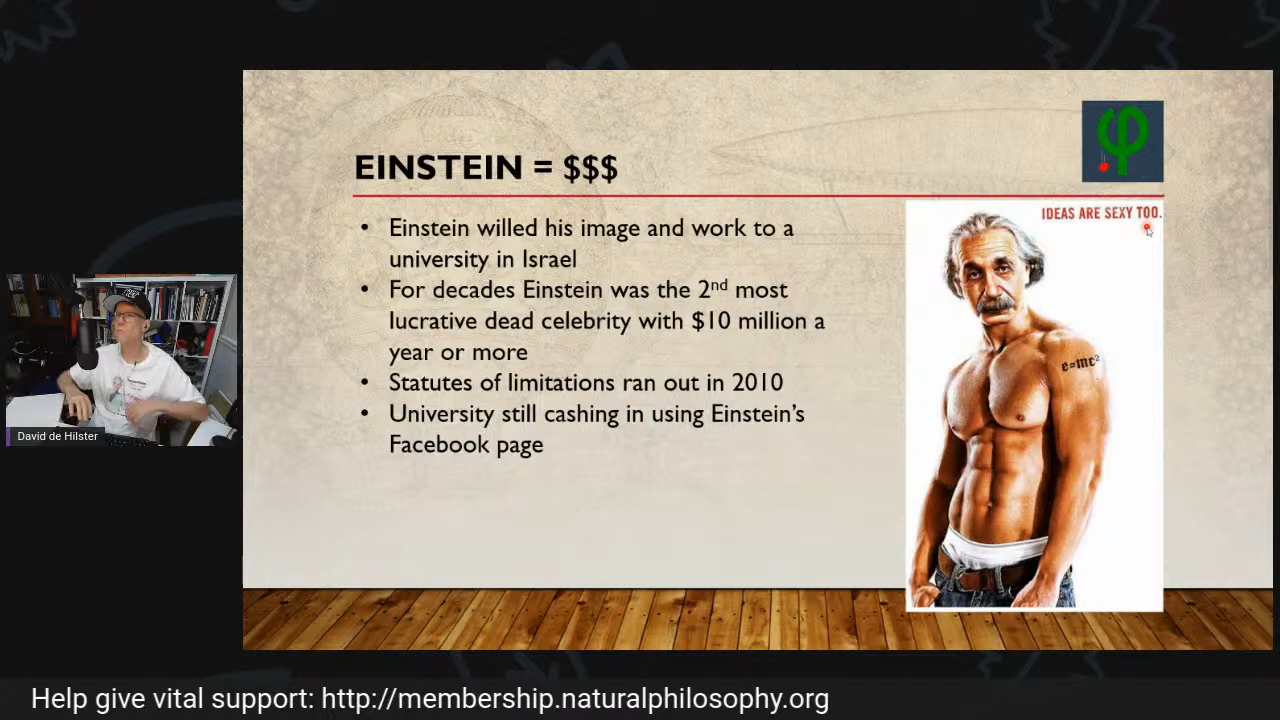 EINSTEIN = $$$
IDEAS ARE SEXY TOO.
• Einstein willed his image and work to a
university in Israel
• For decades Einstein was the 2nd most
lucrative dead celebrity with $10 million a
year or more
• Statutes of limitations ran out in 2010
• University still cashing in using Einstein's
Facebook page
e=mc²
David de Hilster
Help give vital support: http://membership.naturalphilosophy.org